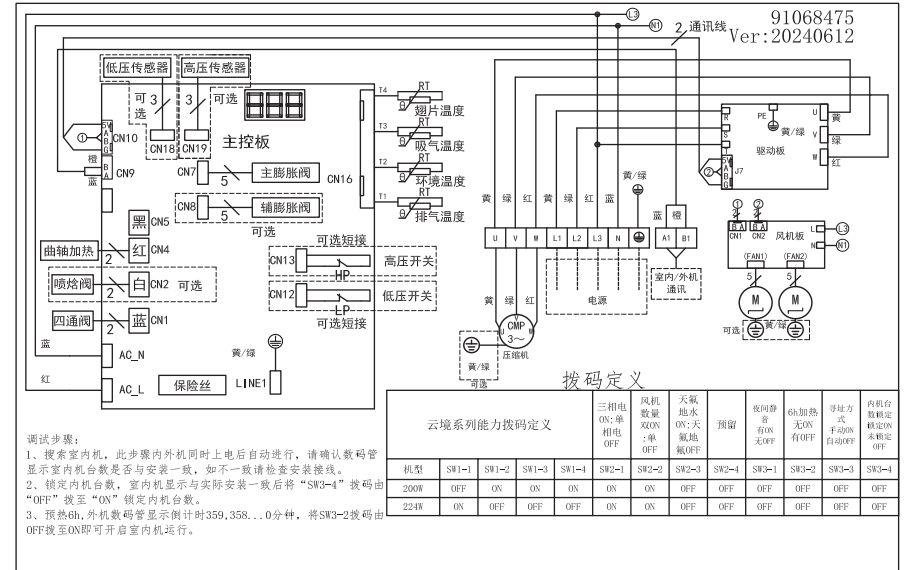 91068475
Ver:20240612
L3
N1
2 通讯线
低压传感器
高压传感器
可选
3
3
可选
CN18
CN19
5V
A
B
G
CN10
①
橙
蓝
B
A
CN9
主控板
CN7
5
主膨胀阀
CN8
5
辅膨胀阀
可选
CN16
T4
RT
θ
翅片温度
T3
RT
θ
吸气温度
T2
RT
θ
环境温度
T1
RT
θ
排气温度
黑
CN5
曲轴加热
2
红
CN4
喷焓阀
2
白
CN2
可选
四通阀
2
蓝
CN1
可选短接
CN13
HP
高压开关
CN12
LP
低压开关
可选短接
蓝
AC_N
红
AC_L
保险丝
LINE1
黄/绿
黄
绿
红
黄
绿
红
蓝
黄/绿
U
V
W
L1
L2
L3
N
电源
黄
绿
红
U
V
W
CMP
3～
压缩机
黄/绿
可选
蓝
橙
A1
B1
室内/外机
通讯
R
S
T
PE
黄/绿
驱动板
U
V
W
黄
绿
红
5V
A
B
G
J7
②
①
②
2
2
B A
B A
CN1
CN2
风机板
L
N
L3
N1
(FAN1)
(FAN2)
5
5
M
M
可选
黄/绿
拨码定义
云境系列能力拨码定义
三相电
ON;单
相电
OFF
风机
数量
双ON
;单
OFF
天氟
地水
ON;天
氟地
氟OFF
预留
夜间静
音
有ON
无OFF
6h加热
无ON
有OFF
寻址方
式
手动ON
自动OFF
内机台
数锁定
锁定ON
未锁定
OFF
机型 SW1-1 SW1-2 SW1-3 SW1-4 SW2-1 SW2-2 SW2-3 SW2-4 SW3-1 SW3-2 SW3-3 SW3-4
200W OFF ON ON ON ON ON OFF OFF OFF OFF OFF OFF
224W ON OFF OFF OFF ON ON OFF OFF OFF OFF OFF OFF
调试步骤：
1、搜索室内机，此步骤内外机同时上电后自动进行，请确认数码管
显示室内机台数是否与安装一致，如不一致请检查安装接线。
2、锁定内机台数，室内机显示与实际安装一致后将“SW3-4”拨码由
“OFF”拨至“ON”锁定内机台数。
3、预热6h,外机数码管显示倒计时359,358...0分钟，将SW3-2拨码由
OFF拨至ON即可开启室内机运行。